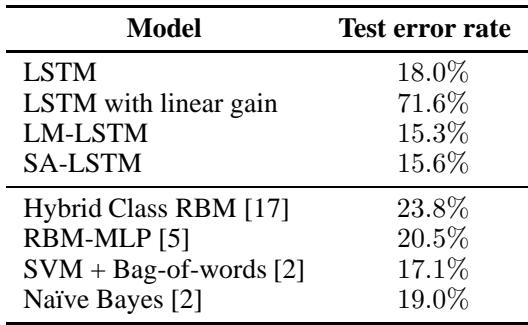 Model Test error rate
LSTM 18.0%
LSTM with linear gain 71.6%
LM-LSTM 15.3%
SA-LSTM 15.6%
Hybrid Class RBM [17] 23.8%
RBM-MLP [5] 20.5%
SVM + Bag-of-words [2] 17.1%
Naïve Bayes [2] 19.0%